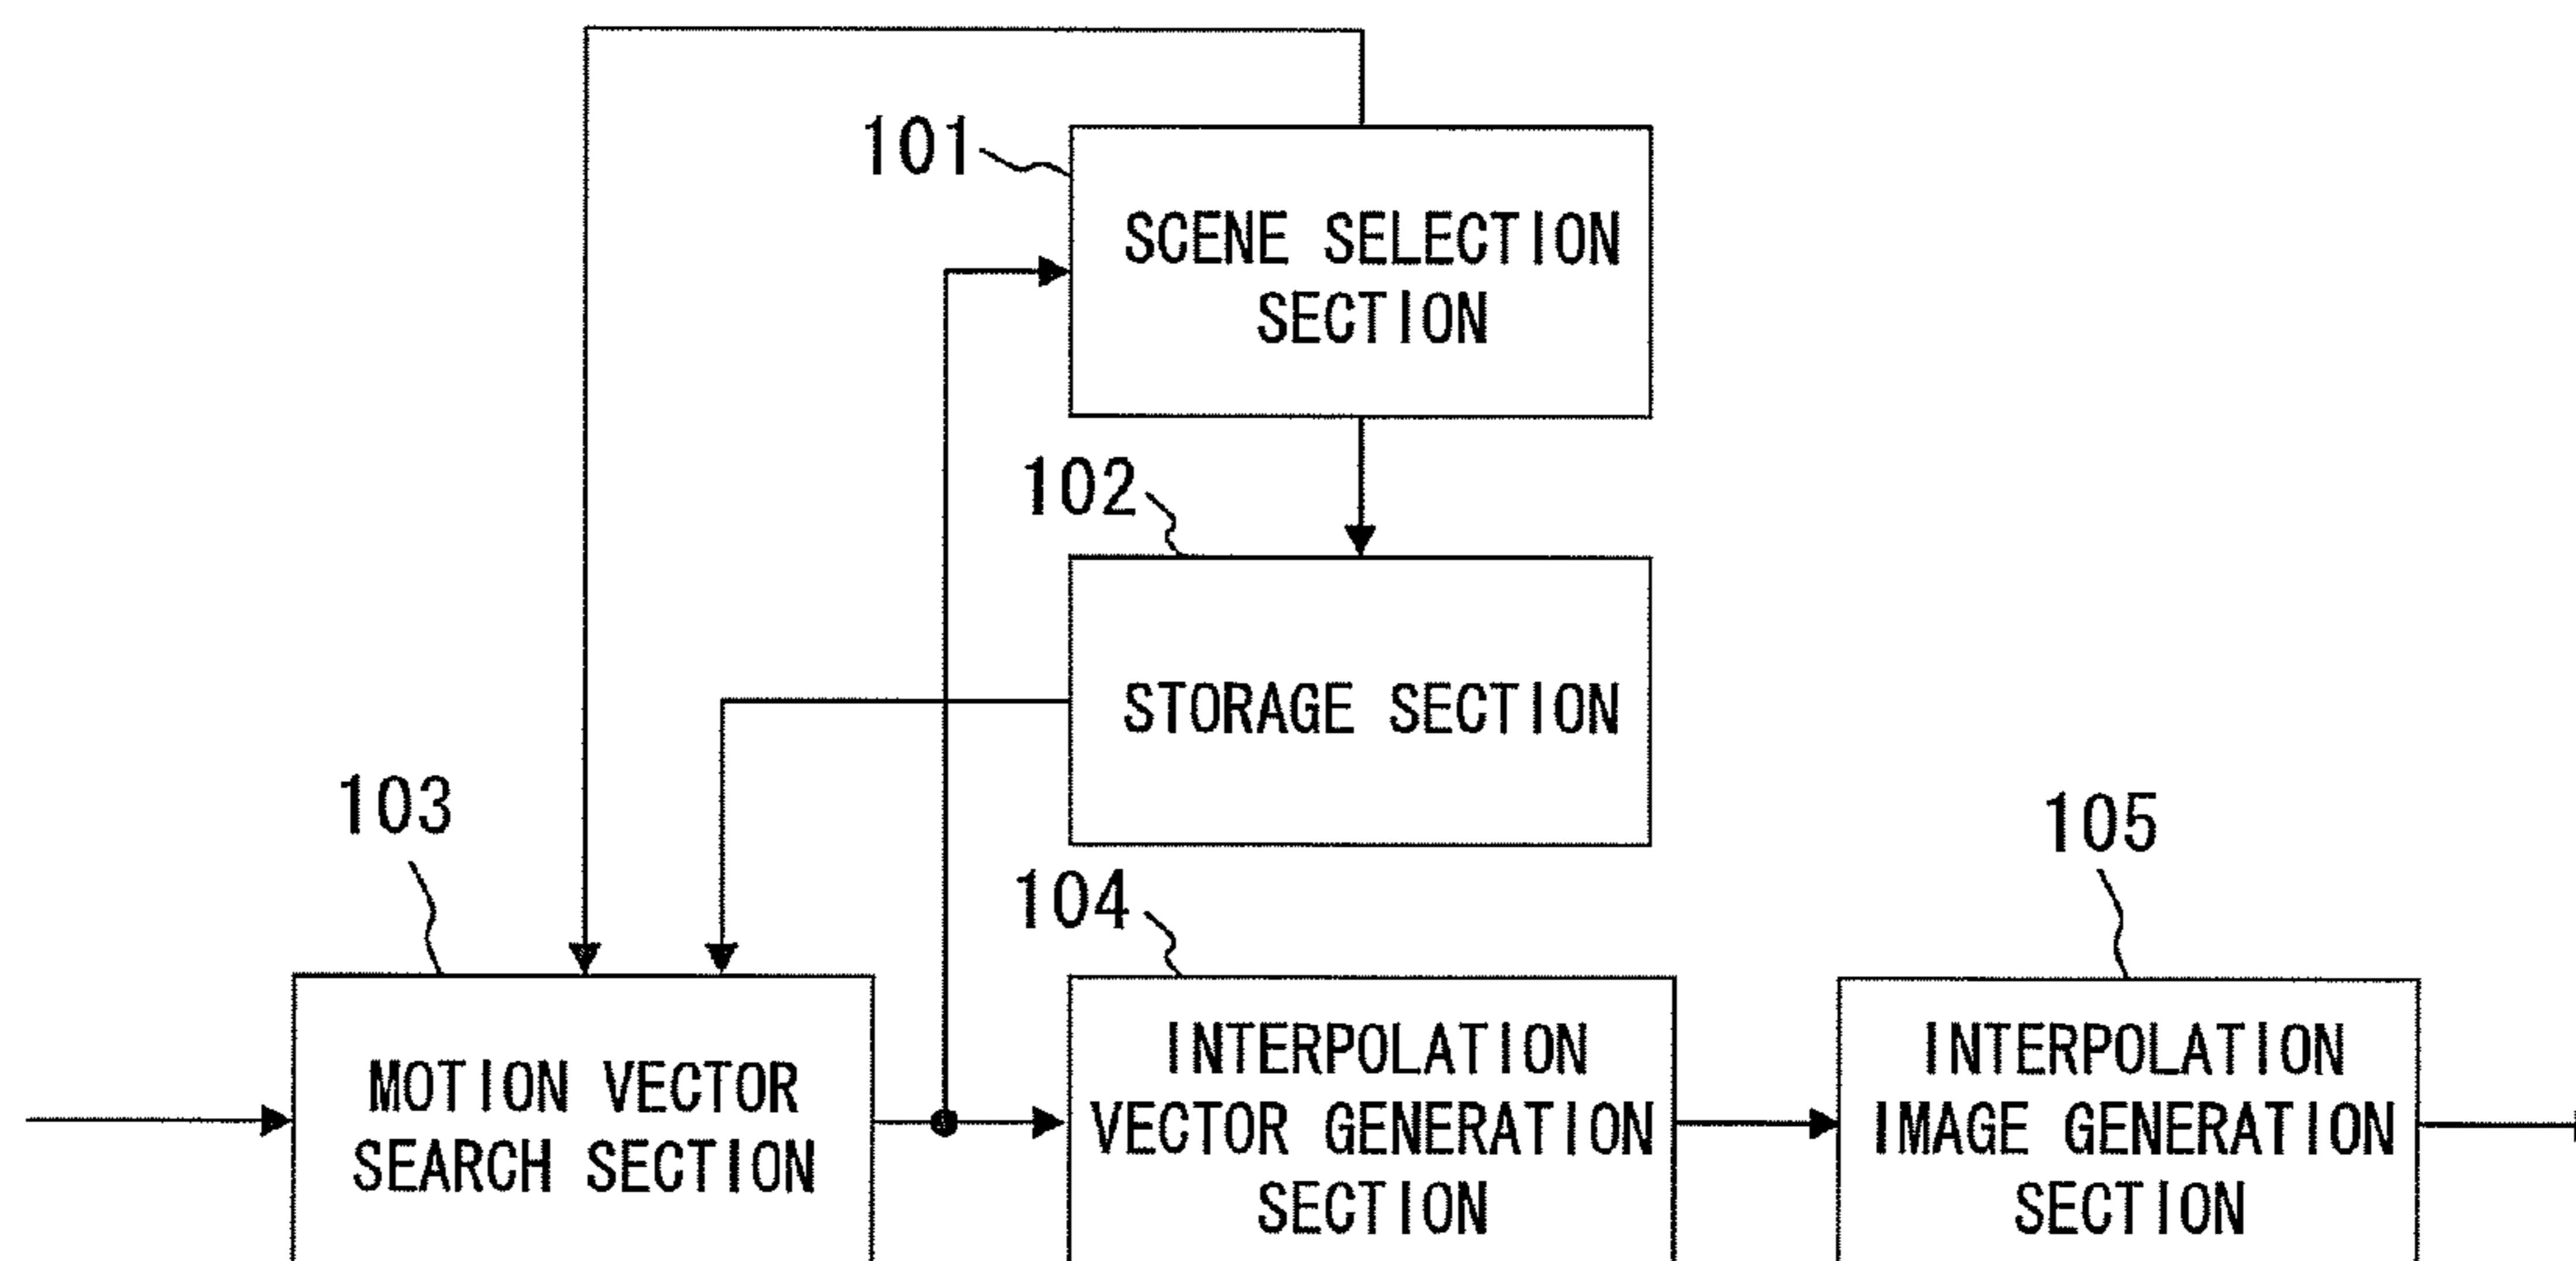 101
SCENE SELECTION
SECTION
102
STORAGE SECTION
103
MOTION VECTOR
SEARCH SECTION
104
INTERPOLATION
VECTOR GENERATION
SECTION
105
INTERPOLATION
IMAGE GENERATION
SECTION